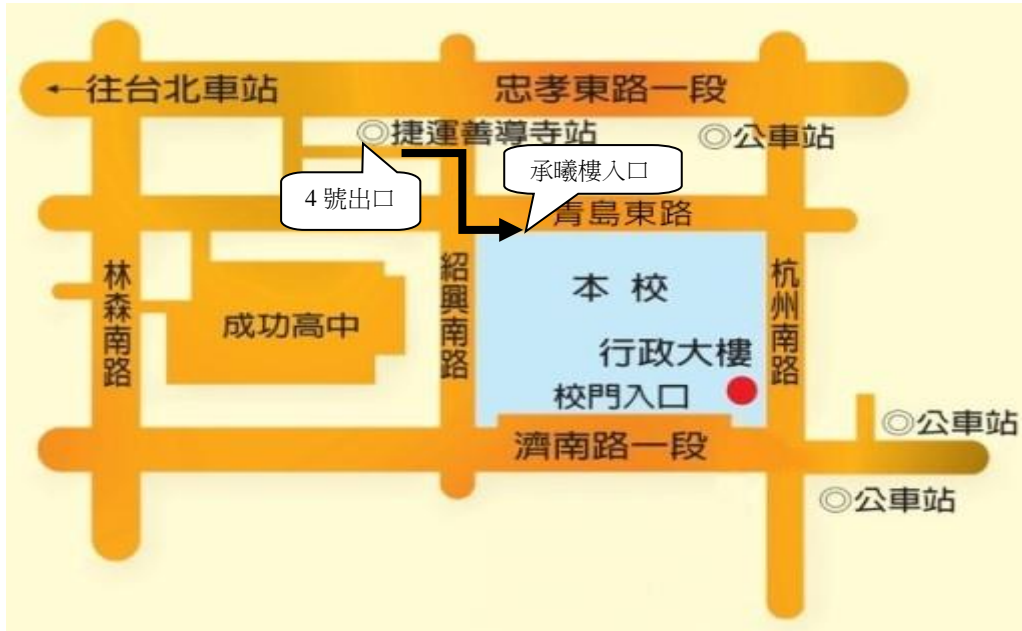 ←往台北車站
忠孝東路一段
◎捷運善導寺站
◎公車站
承曦樓入口
4 號出口
青島東路
林森南路
紹興南路
本 校
杭州南路
成功高中
行政大樓
校門入口
◎公車站
濟南路一段
◎公車站